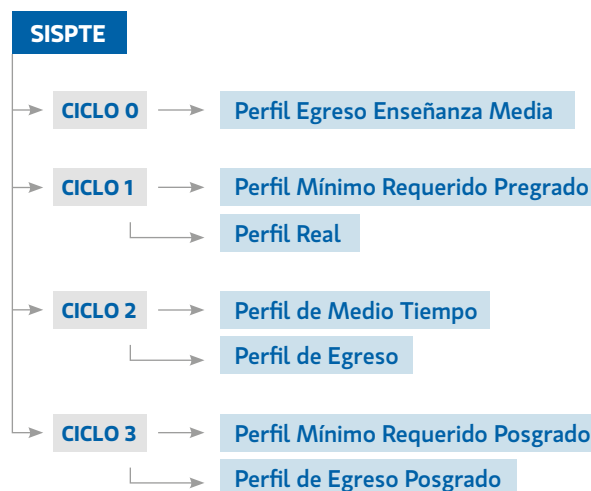 SISPTE
CICLO 0
Perfil Egreso Enseñanza Media
CICLO 1
Perfil Mínimo Requerido Pregrado
Perfil Real
CICLO 2
Perfil de Medio Tiempo
Perfil de Egreso
CICLO 3
Perfil Mínimo Requerido Posgrado
Perfil de Egreso Posgrado